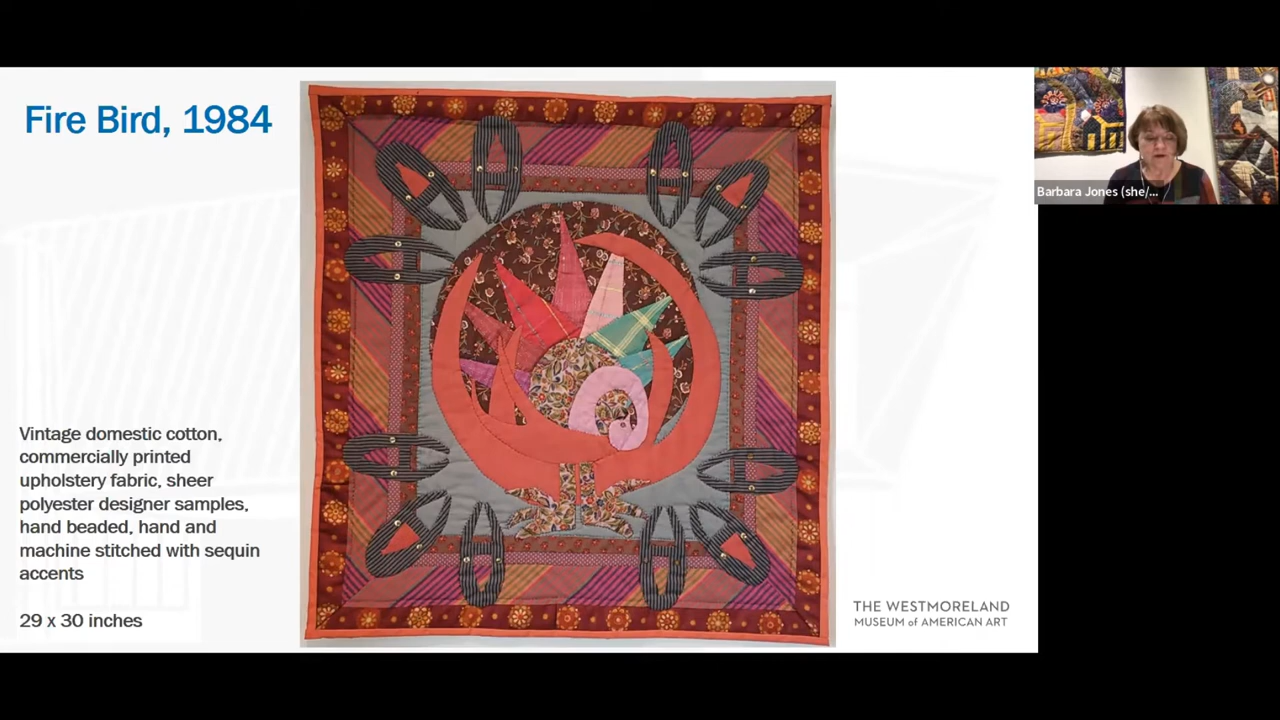 Fire Bird, 1984
Vintage domestic cotton,
commercially printed
upholstery fabric, sheer
polyester designer samples,
hand beaded, hand and
machine stitched with sequin
accents
29 x 30 inches
THE WESTMORELAND
MUSEUM of AMERICAN ART
Barbara Jones (she/...